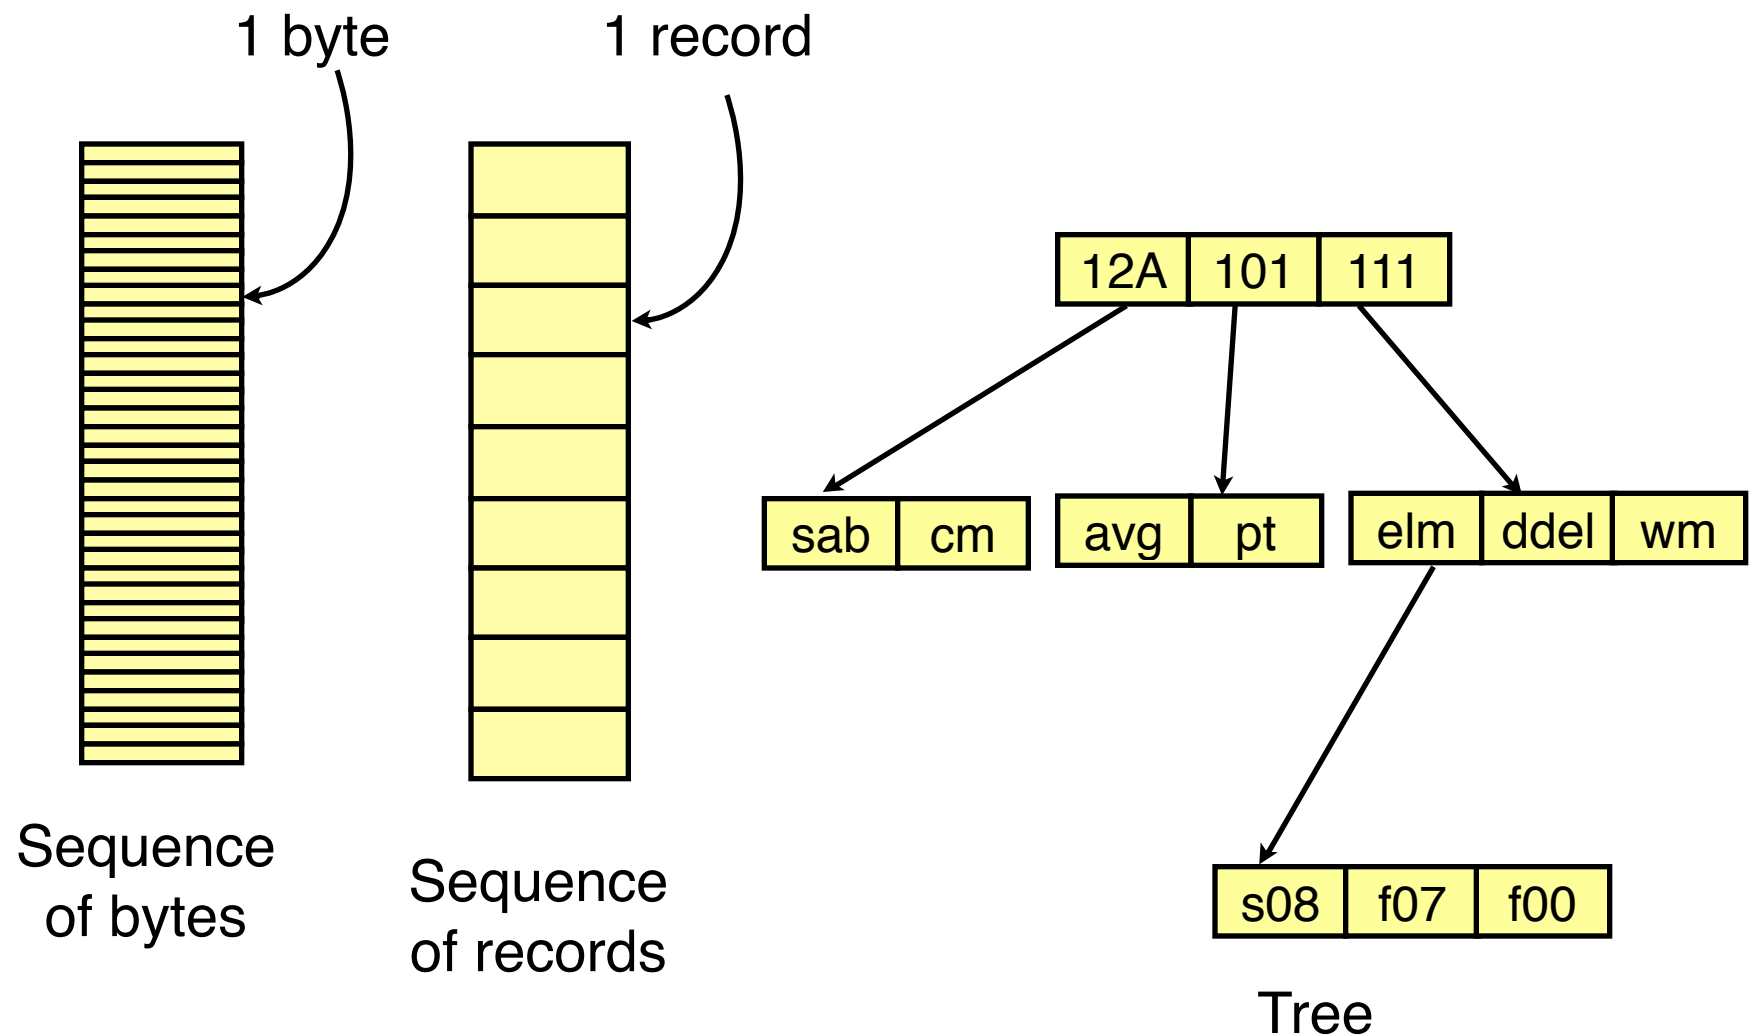 1 byte
1 record
12A 101 111
sab cm
avg pt
elm ddel wm
s08 f07 f00
Sequence
of bytes
Sequence
of records
Tree